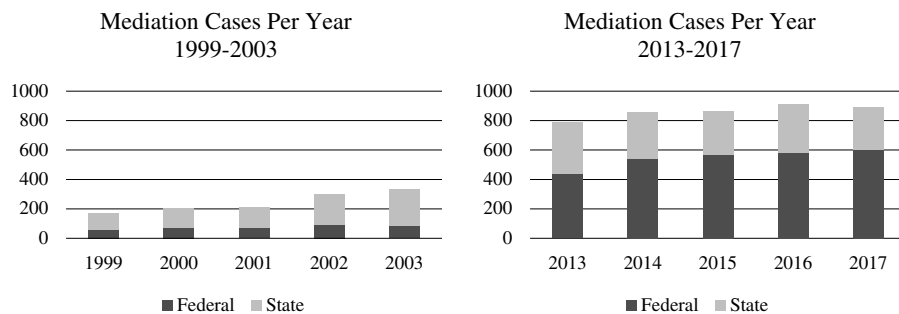 Mediation Cases Per Year
1999-2003
1000
800
600
400
200
0
1999 2000 2001 2002 2003
Federal State
Mediation Cases Per Year
2013-2017
1000
800
600
400
200
0
2013 2014 2015 2016 2017
Federal State